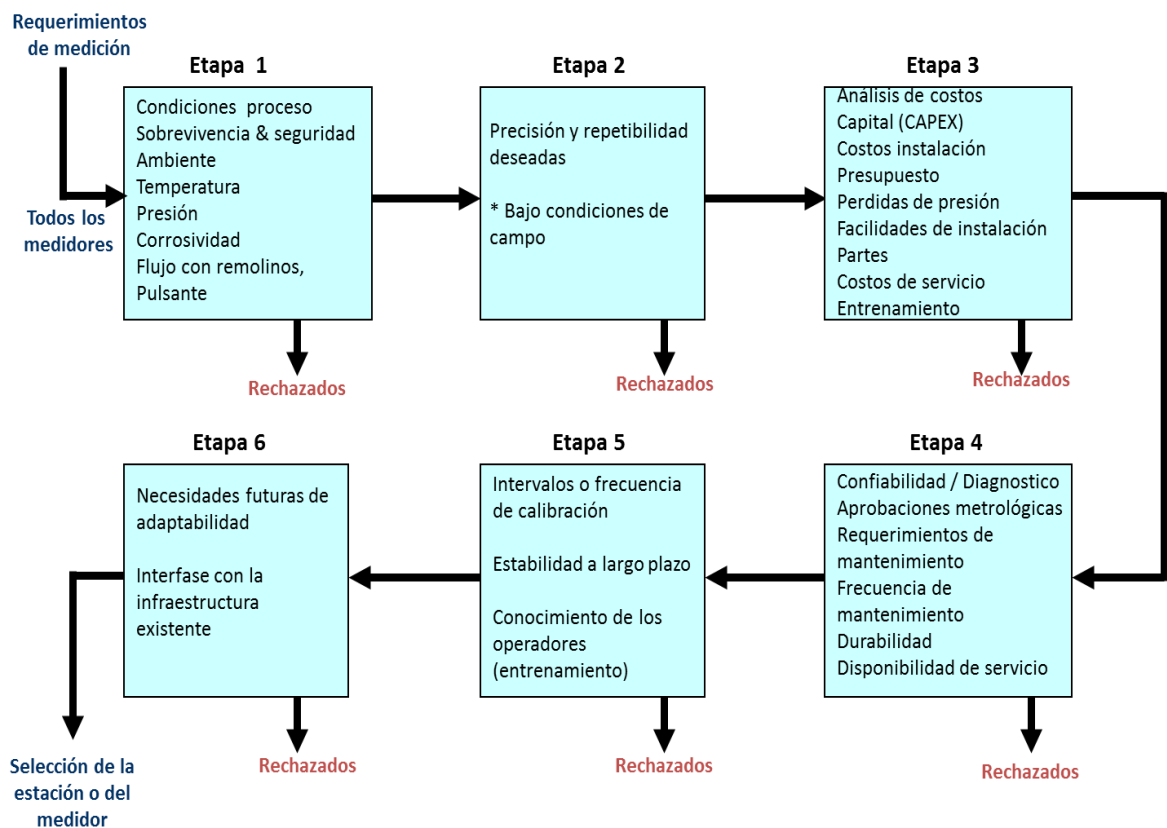 Requerimientos
de medición
Todos los
medidores
Etapa  1
Condiciones  proceso
Sobrevivencia & seguridad
Ambiente
Temperatura
Presión
Corrosividad
Flujo con remolinos,
Pulsante
Rechazados
Etapa 2
Precisión y repetibilidad
deseadas
* Bajo condiciones de
campo
Rechazados
Etapa 3
Análisis de costos
Capital (CAPEX)
Costos instalación
Presupuesto
Perdidas de presión
Facilidades de instalación
Partes
Costos de servicio
Entrenamiento
Rechazados
Etapa 4
Confiabilidad / Diagnostico
Aprobaciones metrológicas
Requerimientos de
mantenimiento
Frecuencia de
mantenimiento
Durabilidad
Disponibilidad de servicio
Rechazados
Etapa 5
Intervalos o frecuencia
de calibración
Estabilidad a largo plazo
Conocimiento de los
operadores
(entrenamiento)
Rechazados
Etapa 6
Necesidades futuras de
adaptabilidad
Interfase con la
infraestructura
existente
Rechazados
Selección de la
estación o del
medidor